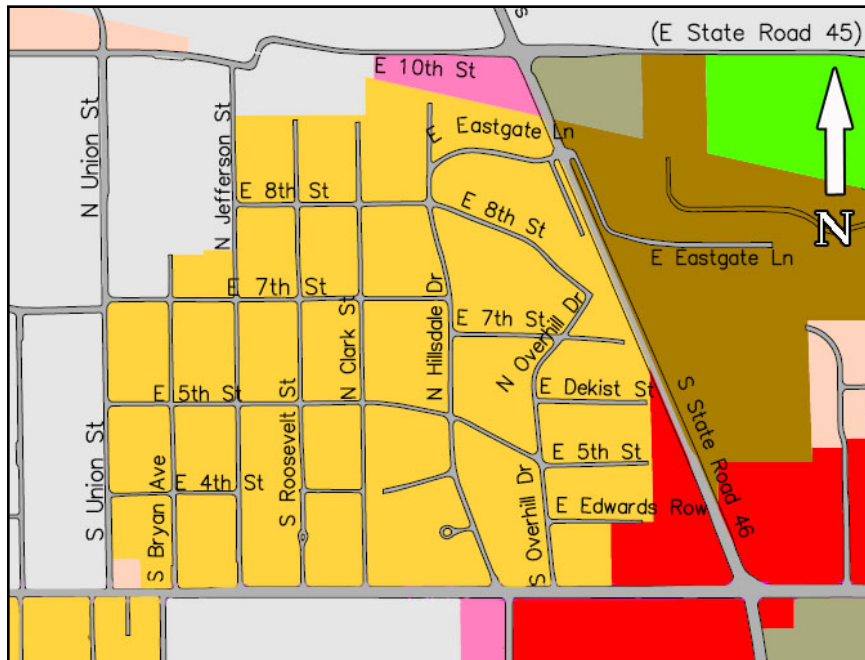 S
(E State Road 45)
E 10th St
N Union St
N Jefferson St
E Eastgate Ln
E 8th St
E 8th St
N
E Eastgate Ln
E 7th St
N Clark St
N Hillsdale Dr
E 7th St
N Overhill Dr
E 5th St
S Roosevelt St
E Dekist St
S State Road 46
S Union St
S Bryan Ave
E 4th St
E 5th St
S Overhill Dr
E Edwards Row